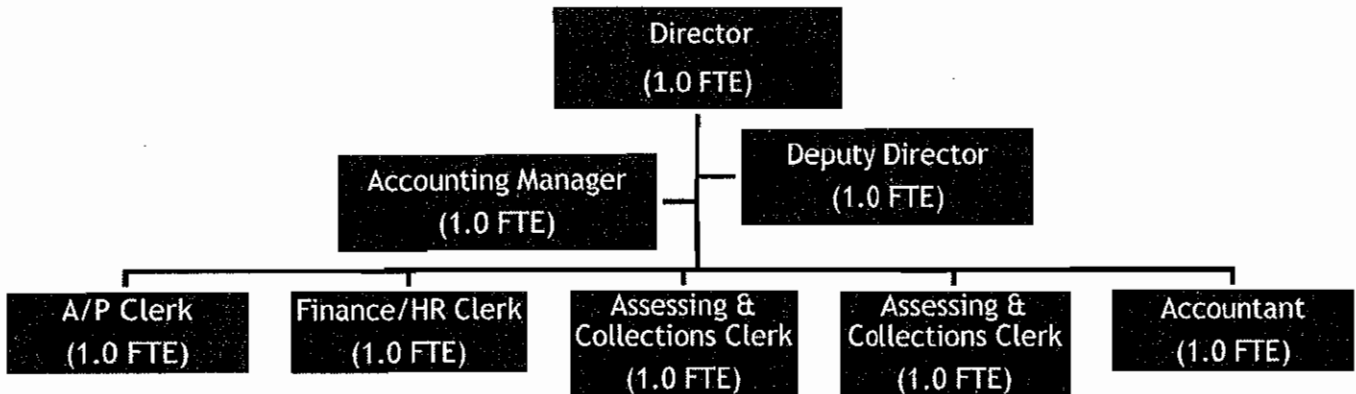 Director
(1.0 FTE)
Deputy Director
(1.0 FTE)
Accounting Manager
(1.0 FTE)
A/P Clerk
(1.0 FTE)
Finance/HR Clerk
(1.0 FTE)
Assessing &
Collections Clerk
(1.0 FTE)
Assessing &
Collections Clerk
(1.0 FTE)
Accountant
(1.0 FTE)